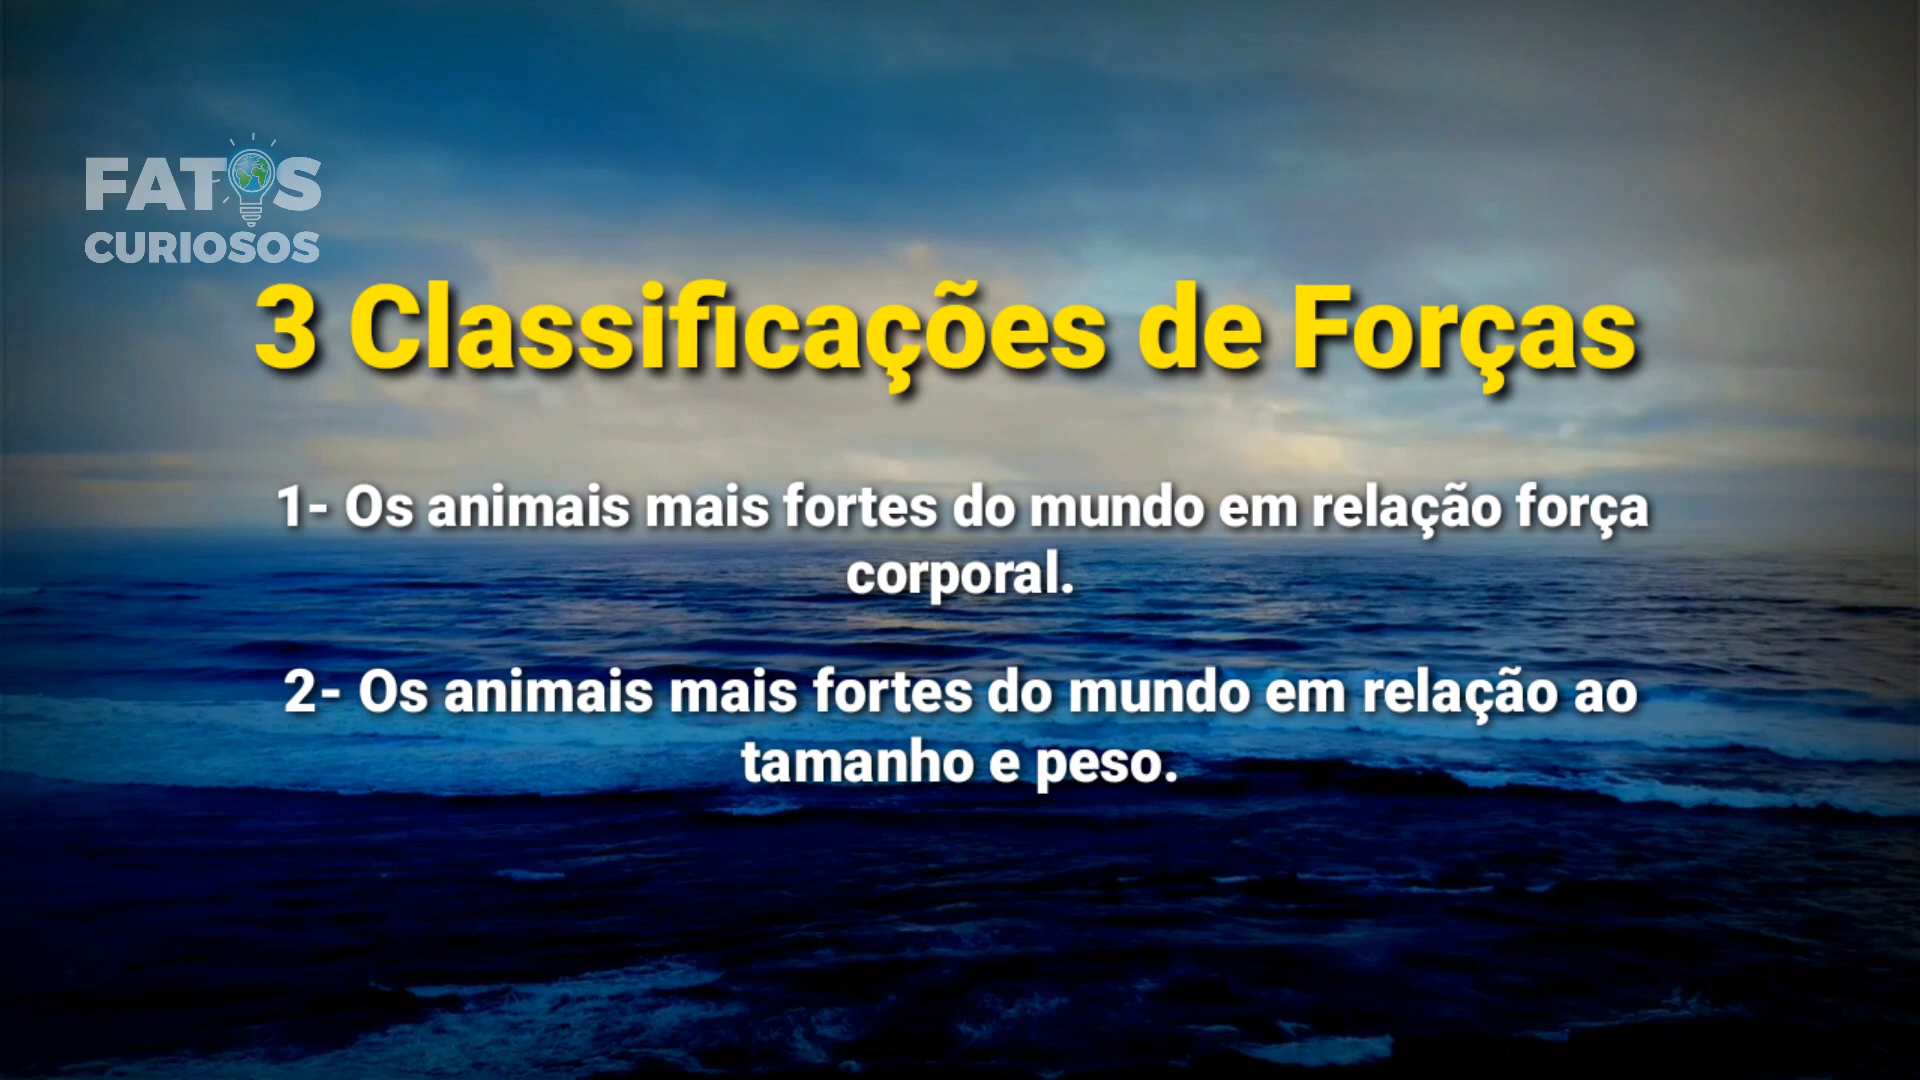 FATOS
CURIOSOS
3 Classificações de Forças
1- Os animais mais fortes do mundo em relação força
corporal.
2- Os animais mais fortes do mundo em relação ao
tamanho e peso.